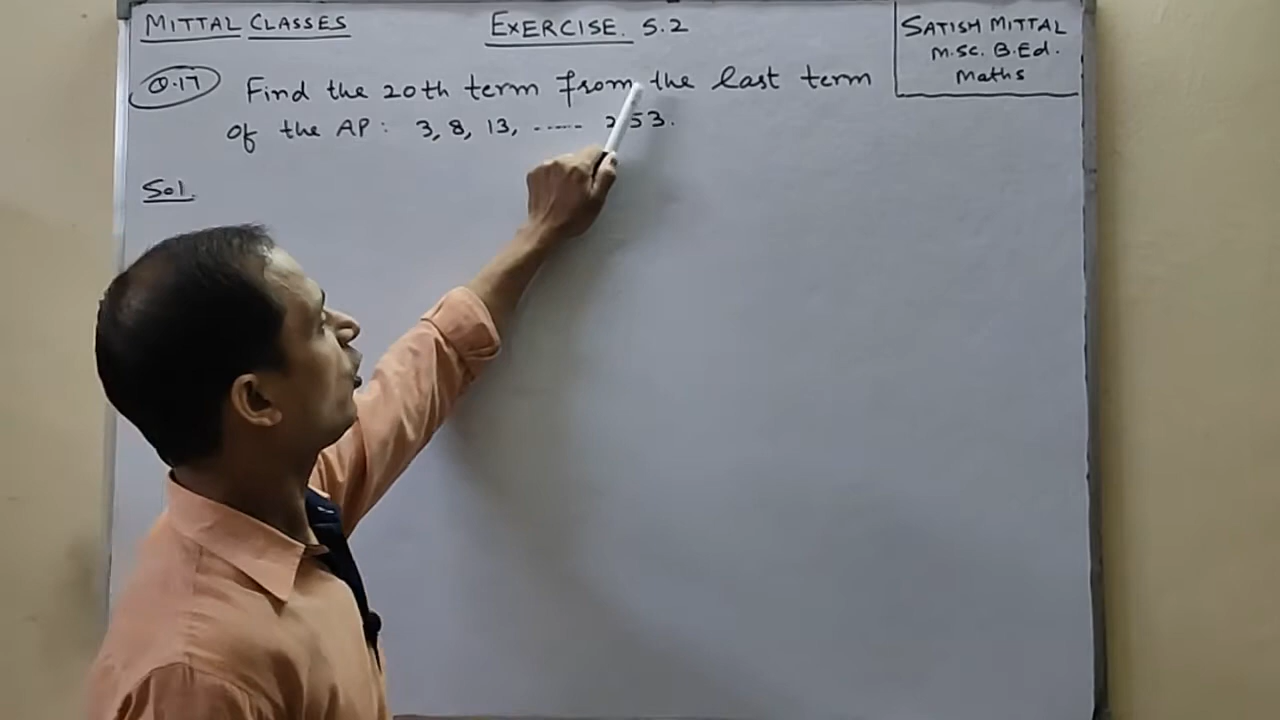 MITTAL CLASSES
EXERCISE. 5.2
SATISH MITTAL
M.Sc. B.Ed.
Maths
Q.17 Find the 20th term from the last term
of the AP: 3, 8, 13, ...... 253.
Sol.